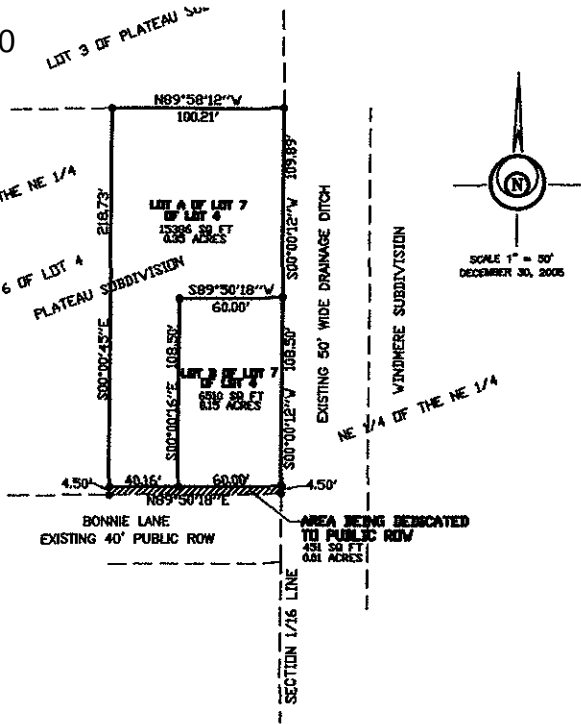 0
LOT 3 OF PLATEAU
N89°58'12"W
100.21'
218.73'
S00°00'45"E
109.89'
S00°00'12"W
THE NE 1/4
6 OF LOT 4
PLATEAU SUBDIVISION
LOT A OF LOT 7
OF LOT 4
15386 SQ FT
0.35 ACRES
S89°50'18"W
60.00'
S00°00'16"E 108.50'
LOT B OF LOT 7
OF LOT 4
6510 SQ FT
0.15 ACRES
S00°00'12"W 108.50'
EXISTING 50' WIDE DRAINAGE DITCH
WINDMERE SUBDIVISION
N
SCALE 1" = 50'
DECEMBER 30, 2005
NE 1/4 OF THE NE 1/4
4.50'
40.16'
60.00'
4.50'
N89°50'18"E
BONNIE LANE
EXISTING 40' PUBLIC ROW
AREA BEING DEDICATED
TO PUBLIC ROW
451 SQ FT
0.01 ACRES
SECTION 1/16 LINE